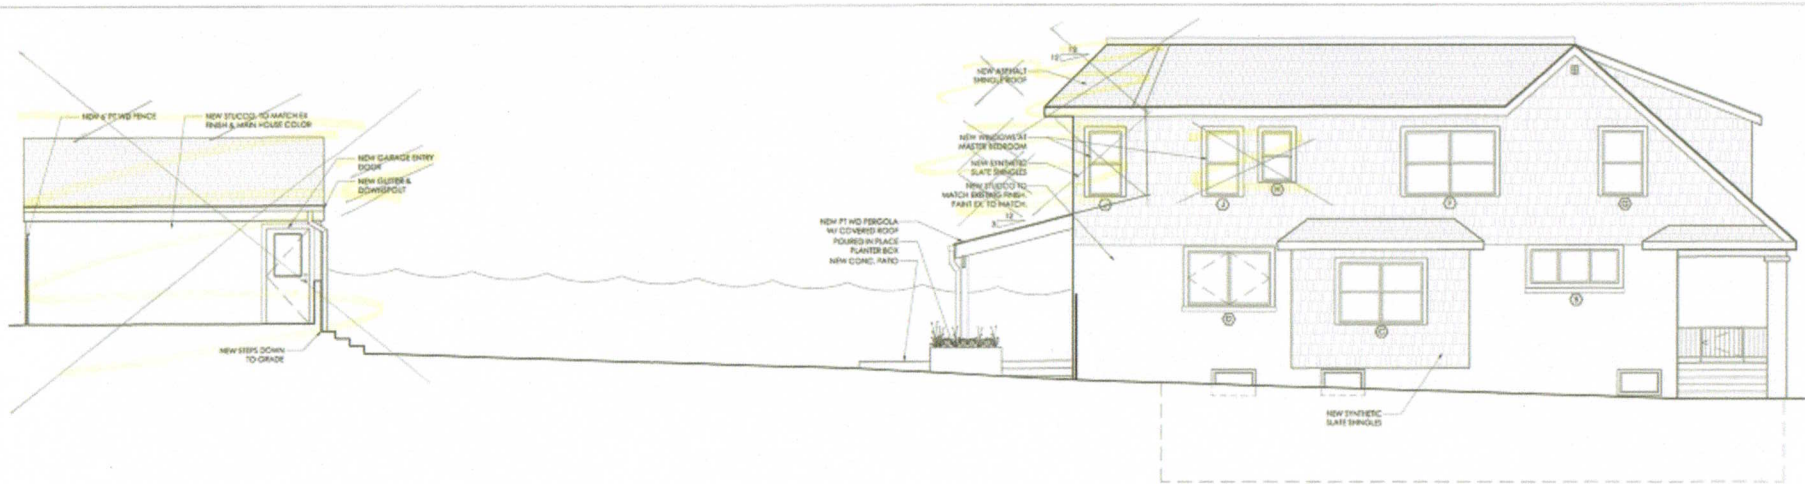 NEW 6' PT WD FENCE
NEW STUCCO, TO MATCH EX
FINISH & MAIN HOUSE COLOR
NEW GARAGE ENTRY
DOOR
NEW GUTTER &
DOWNSPOUT
NEW STEPS DOWN
TO GRADE
12
12
NEW ASPHALT
SHINGLE ROOF
NEW WINDOWS AT
MASTER BEDROOM
NEW SYNTHETIC
SLATE SHINGLES
NEW STUCCO TO
MATCH EXISTING FINISH,
PAINT EX. TO MATCH.
12
3
NEW PT WD PERGOLA
W/ COVERED ROOF
POURED IN PLACE
PLANTER BOX
NEW CONC. PATIO
J
J
H
F
G
D
C
B
NEW SYNTHETIC
SLATE SHINGLES